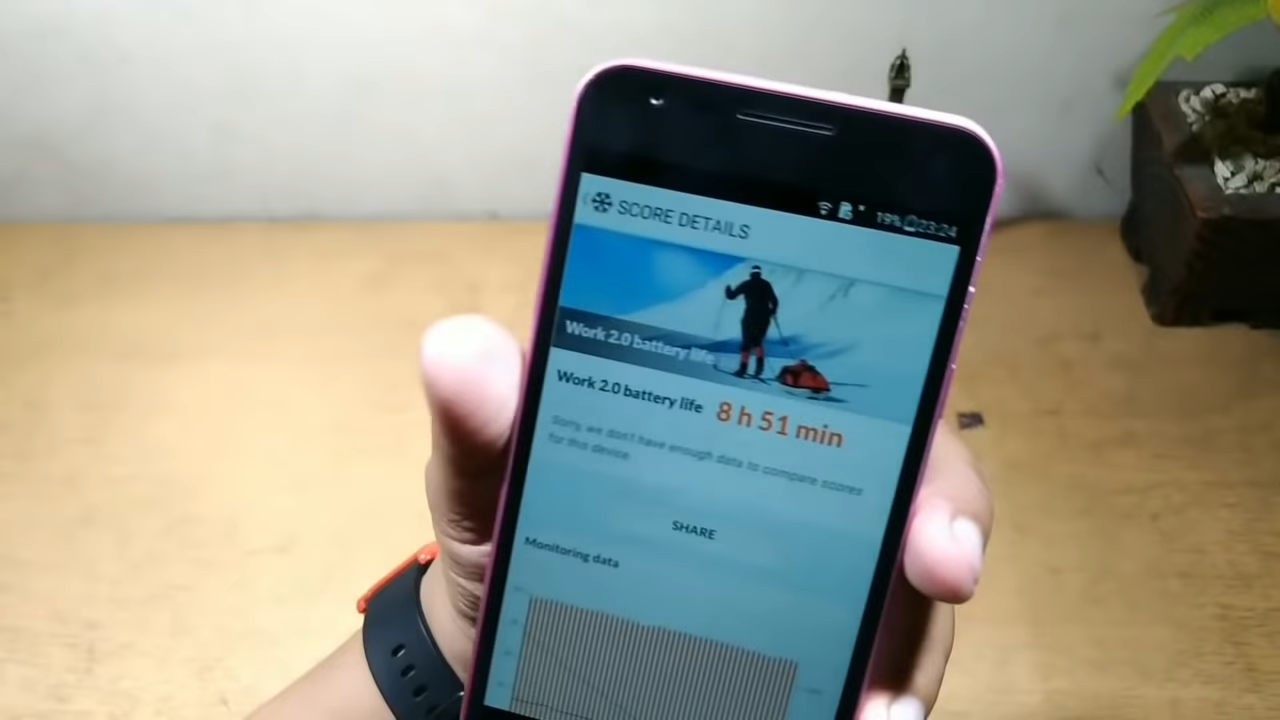 SCORE DETAILS
19% 23:24
Work 2.0 battery life
Work 2.0 battery life 8 h 51 min
Sorry, we don't have enough data to compare scores
for this device
SHARE
Monitoring data